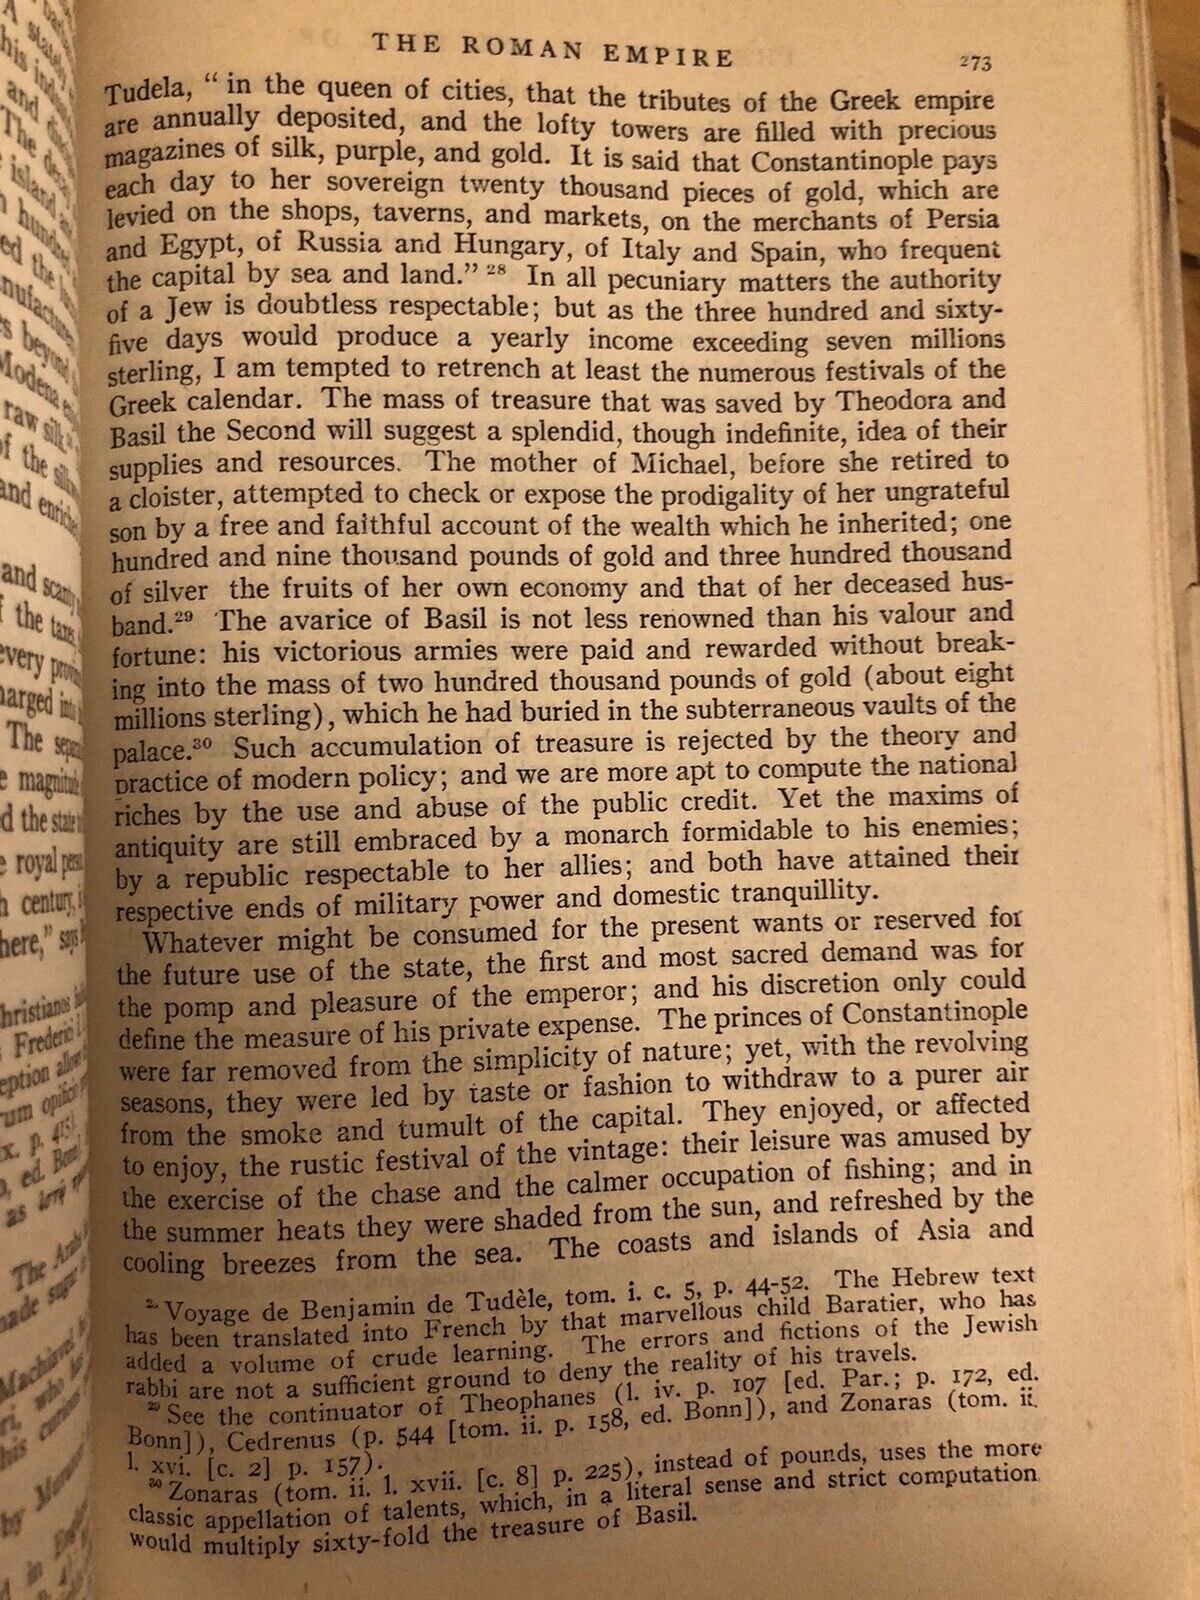 THE ROMAN EMPIRE 273
Tudela, “ in the queen of cities, that the tributes of the Greek empire
are annually deposited, and the lofty towers are filled with precious
magazines of silk, purple, and gold. It is said that Constantinople pays
each day to her sovereign twenty thousand pieces of gold, which are
levied on the shops, taverns, and markets, on the merchants of Persia
and Egypt, of Russia and Hungary, of Italy and Spain, who frequent
the capital by sea and land.” 28 In all pecuniary matters the authority
of a Jew is doubtless respectable; but as the three hundred and sixty-
five days would produce a yearly income exceeding seven millions
sterling, I am tempted to retrench at least the numerous festivals of the
Greek calendar. The mass of treasure that was saved by Theodora and
Basil the Second will suggest a splendid, though indefinite, idea of their
supplies and resources. The mother of Michael, before she retired to
a cloister, attempted to check or expose the prodigality of her ungrateful
son by a free and faithful account of the wealth which he inherited; one
hundred and nine thousand pounds of gold and three hundred thousand
of silver the fruits of her own economy and that of her deceased hus-
band.29 The avarice of Basil is not less renowned than his valour and
fortune: his victorious armies were paid and rewarded without break-
ing into the mass of two hundred thousand pounds of gold (about eight
millions sterling), which he had buried in the subterraneous vaults of the
palace.30 Such accumulation of treasure is rejected by the theory and
practice of modern policy; and we are more apt to compute the national
riches by the use and abuse of the public credit. Yet the maxims of
antiquity are still embraced by a monarch formidable to his enemies;
by a republic respectable to her allies; and both have attained their
respective ends of military power and domestic tranquillity.
Whatever might be consumed for the present wants or reserved for
the future use of the state, the first and most sacred demand was for
the pomp and pleasure of the emperor; and his discretion only could
define the measure of his private expense. The princes of Constantinople
were far removed from the simplicity of nature; yet, with the revolving
seasons, they were led by taste or fashion to withdraw to a purer air
from the smoke and tumult of the capital. They enjoyed, or affected
to enjoy, the rustic festival of the vintage: their leisure was amused by
the exercise of the chase and the calmer occupation of fishing; and in
the summer heats they were shaded from the sun, and refreshed by the
cooling breezes from the sea. The coasts and islands of Asia and
Voyage de Benjamin de Tudèle, tom. i. c. 5, p. 44-52. The Hebrew text
has been translated into French by that marvellous child Baratier, who has
added a volume of crude learning. The errors and fictions of the Jewish
rabbi are not a sufficient ground to deny the reality of his travels.
29 See the continuator of Theophanes (l. iv. p. 107 [ed. Par.; p. 172, ed.
Bonn]), Cedrenus (p. 544 [tom. ii. p. 158, ed. Bonn]), and Zonaras (tom. ii.
l. xvi. [c. 2] p. 157).
30 Zonaras (tom. ii. l. xvii. [c. 8] p. 225), instead of pounds, uses the more
classic appellation of talents, which, in a literal sense and strict computation
would multiply sixty-fold the treasure of Basil.